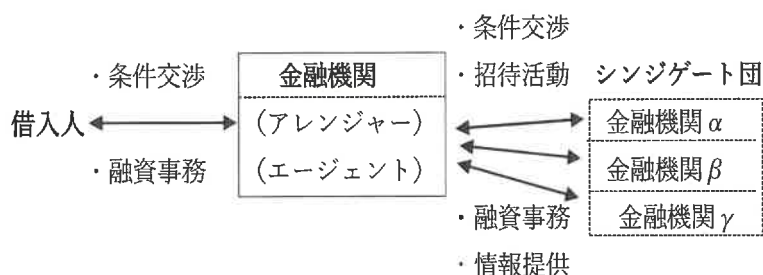 ・条件交渉
・条件交渉
金融機関
・招待活動
シンジゲート団
借入人
(アレンジャー)
金融機関α
・融資事務
(エージェント)
金融機関β
・融資事務
金融機関γ
・情報提供